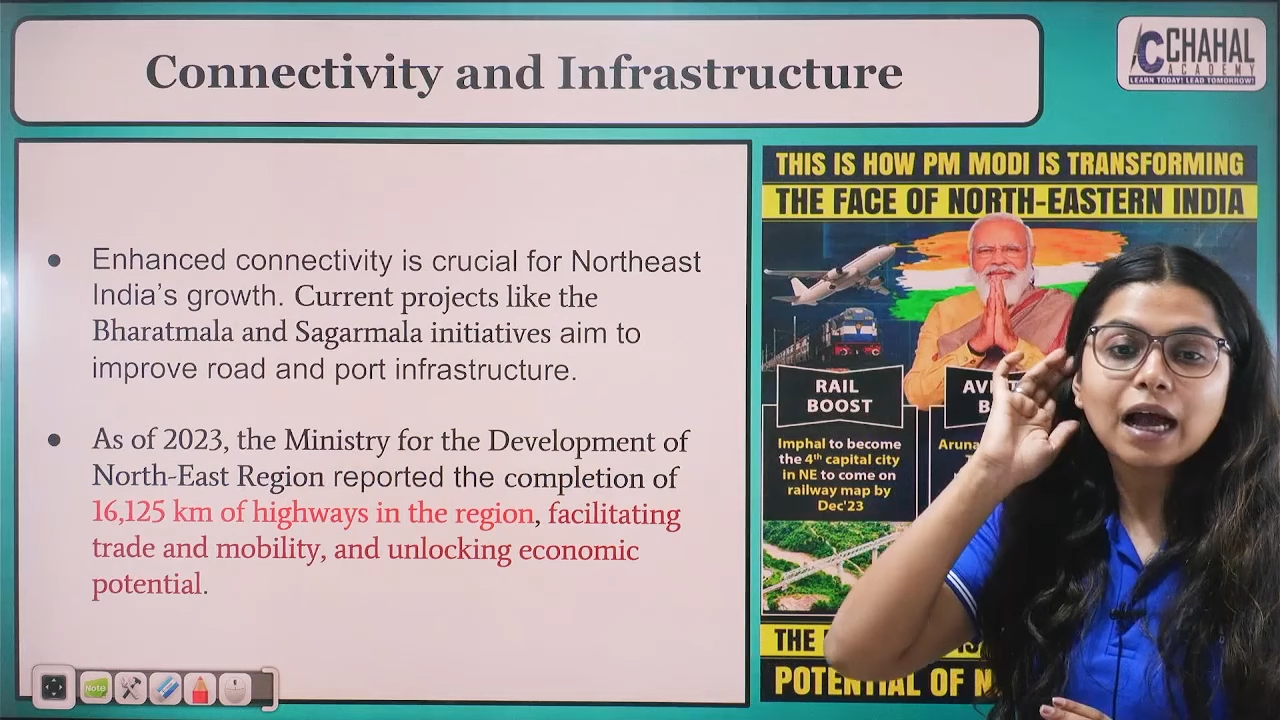 Connectivity and Infrastructure
CCHAHAL
ACADEMY
LEARN TODAY! LEAD TOMORROW!
● Enhanced connectivity is crucial for Northeast
India's growth. Current projects like the
Bharatmala and Sagarmala initiatives aim to
improve road and port infrastructure.
● As of 2023, the Ministry for the Development of
North-East Region reported the completion of
16,125 km of highways in the region, facilitating
trade and mobility, and unlocking economic
potential.
THIS IS HOW PM MODI IS TRANSFORMING
THE FACE OF NORTH-EASTERN INDIA
RAIL
BOOST
Imphal to become
the 4th capital city
in NE to come on
railway map by
Dec'23
THE
POTENTIAL OF
Note